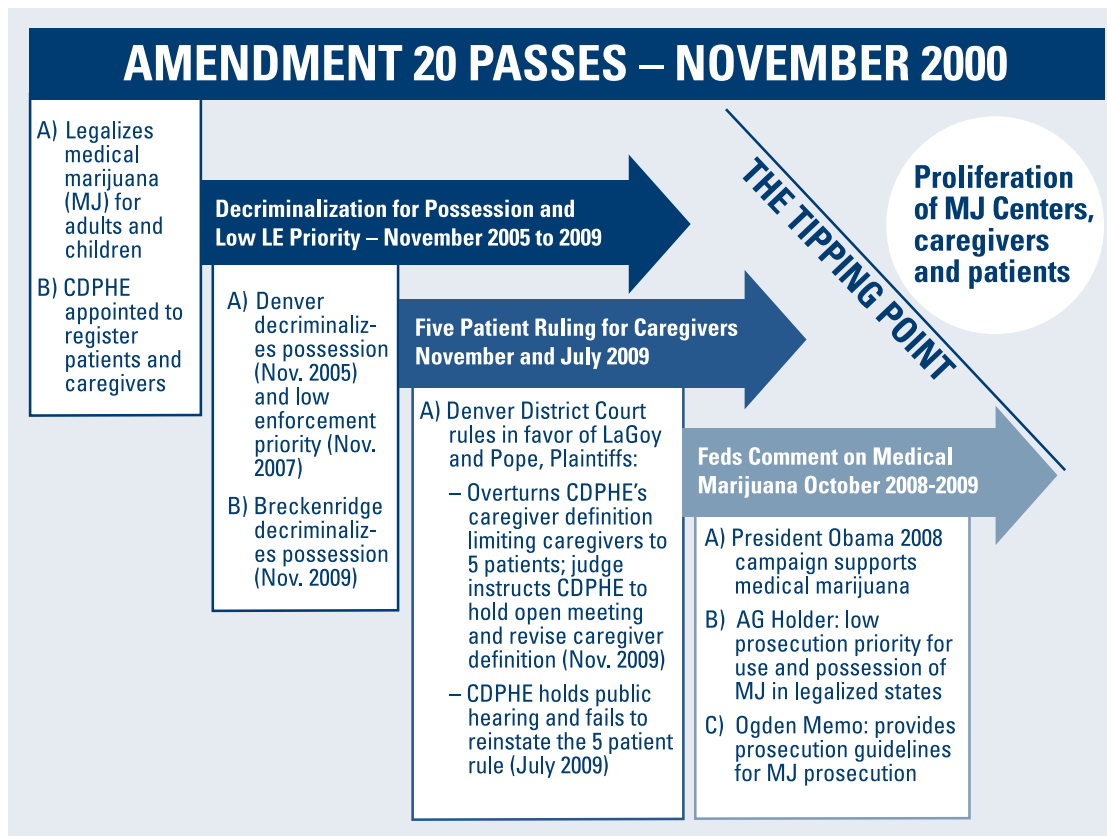 AMENDMENT 20 PASSES – NOVEMBER 2000
A) Legalizes
medical
marijuana
(MJ) for
adults and
children
B) CDPHE
appointed to
register
patients and
caregivers
Decriminalization for Possession and
Low LE Priority – November 2005 to 2009
A) Denver
decriminaliz-
es possession
(Nov. 2005)
and low
enforcement
priority (Nov.
2007)
B) Breckenridge
decriminaliz-
es possession
(Nov. 2009)
Five Patient Ruling for Caregivers
November and July 2009
A) Denver District Court
rules in favor of LaGoy
and Pope, Plaintiffs:
– Overturns CDPHE’s
caregiver definition
limiting caregivers to
5 patients; judge
instructs CDPHE to
hold open meeting
and revise caregiver
definition (Nov. 2009)
– CDPHE holds public
hearing and fails to
reinstate the 5 patient
rule (July 2009)
Feds Comment on Medical
Marijuana October 2008-2009
A) President Obama 2008
campaign supports
medical marijuana
B) AG Holder: low
prosecution priority for
use and possession of
MJ in legalized states
C) Ogden Memo: provides
prosecution guidelines
for MJ prosecution
THE TIPPING POINT
Proliferation
of MJ Centers,
caregivers
and patients